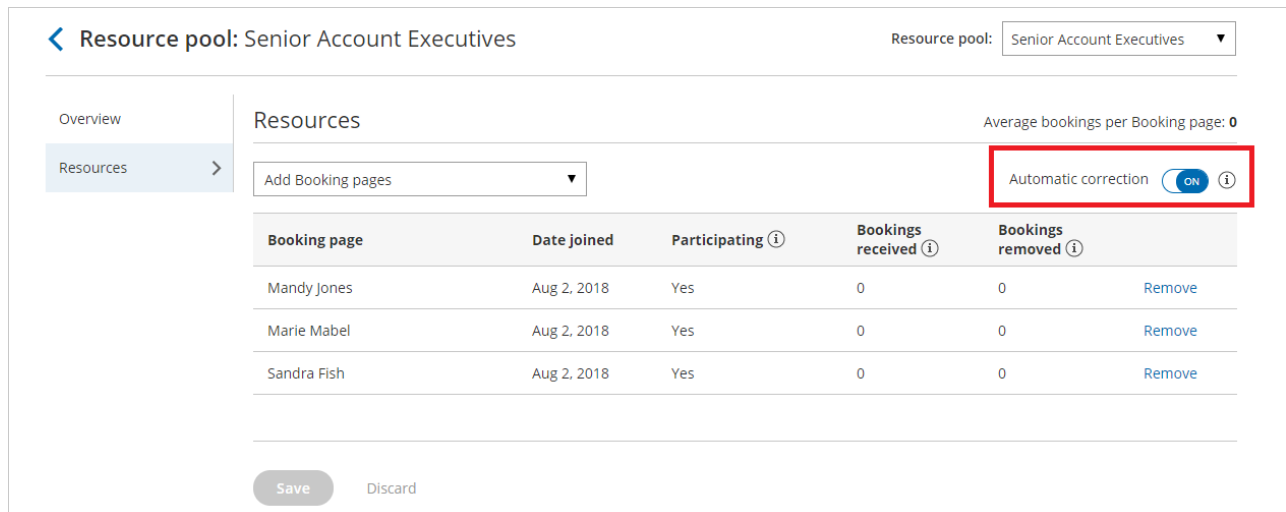 Resource pool: Senior Account Executives
Resource pool: Senior Account Executives
Overview
Resources
Resources
Average bookings per Booking page: 0
Add Booking pages
Automatic correction ON
Booking page Date joined Participating Bookings received Bookings removed
Mandy Jones Aug 2, 2018 Yes 0 0 Remove
Marie Mabel Aug 2, 2018 Yes 0 0 Remove
Sandra Fish Aug 2, 2018 Yes 0 0 Remove
Save Discard